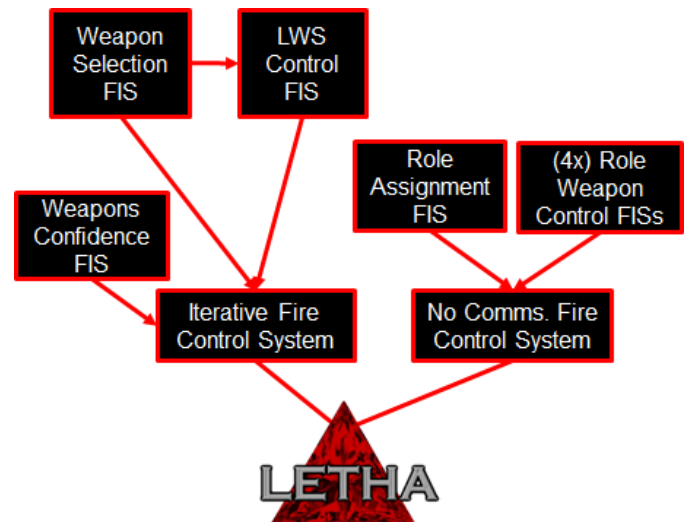 Weapon
Selection
FIS
LWS
Control
FIS
Role
Assignment
FIS
(4x) Role
Weapon
Control FISs
Weapons
Confidence
FIS
Iterative Fire
Control System
No Comms. Fire
Control System
LETHA